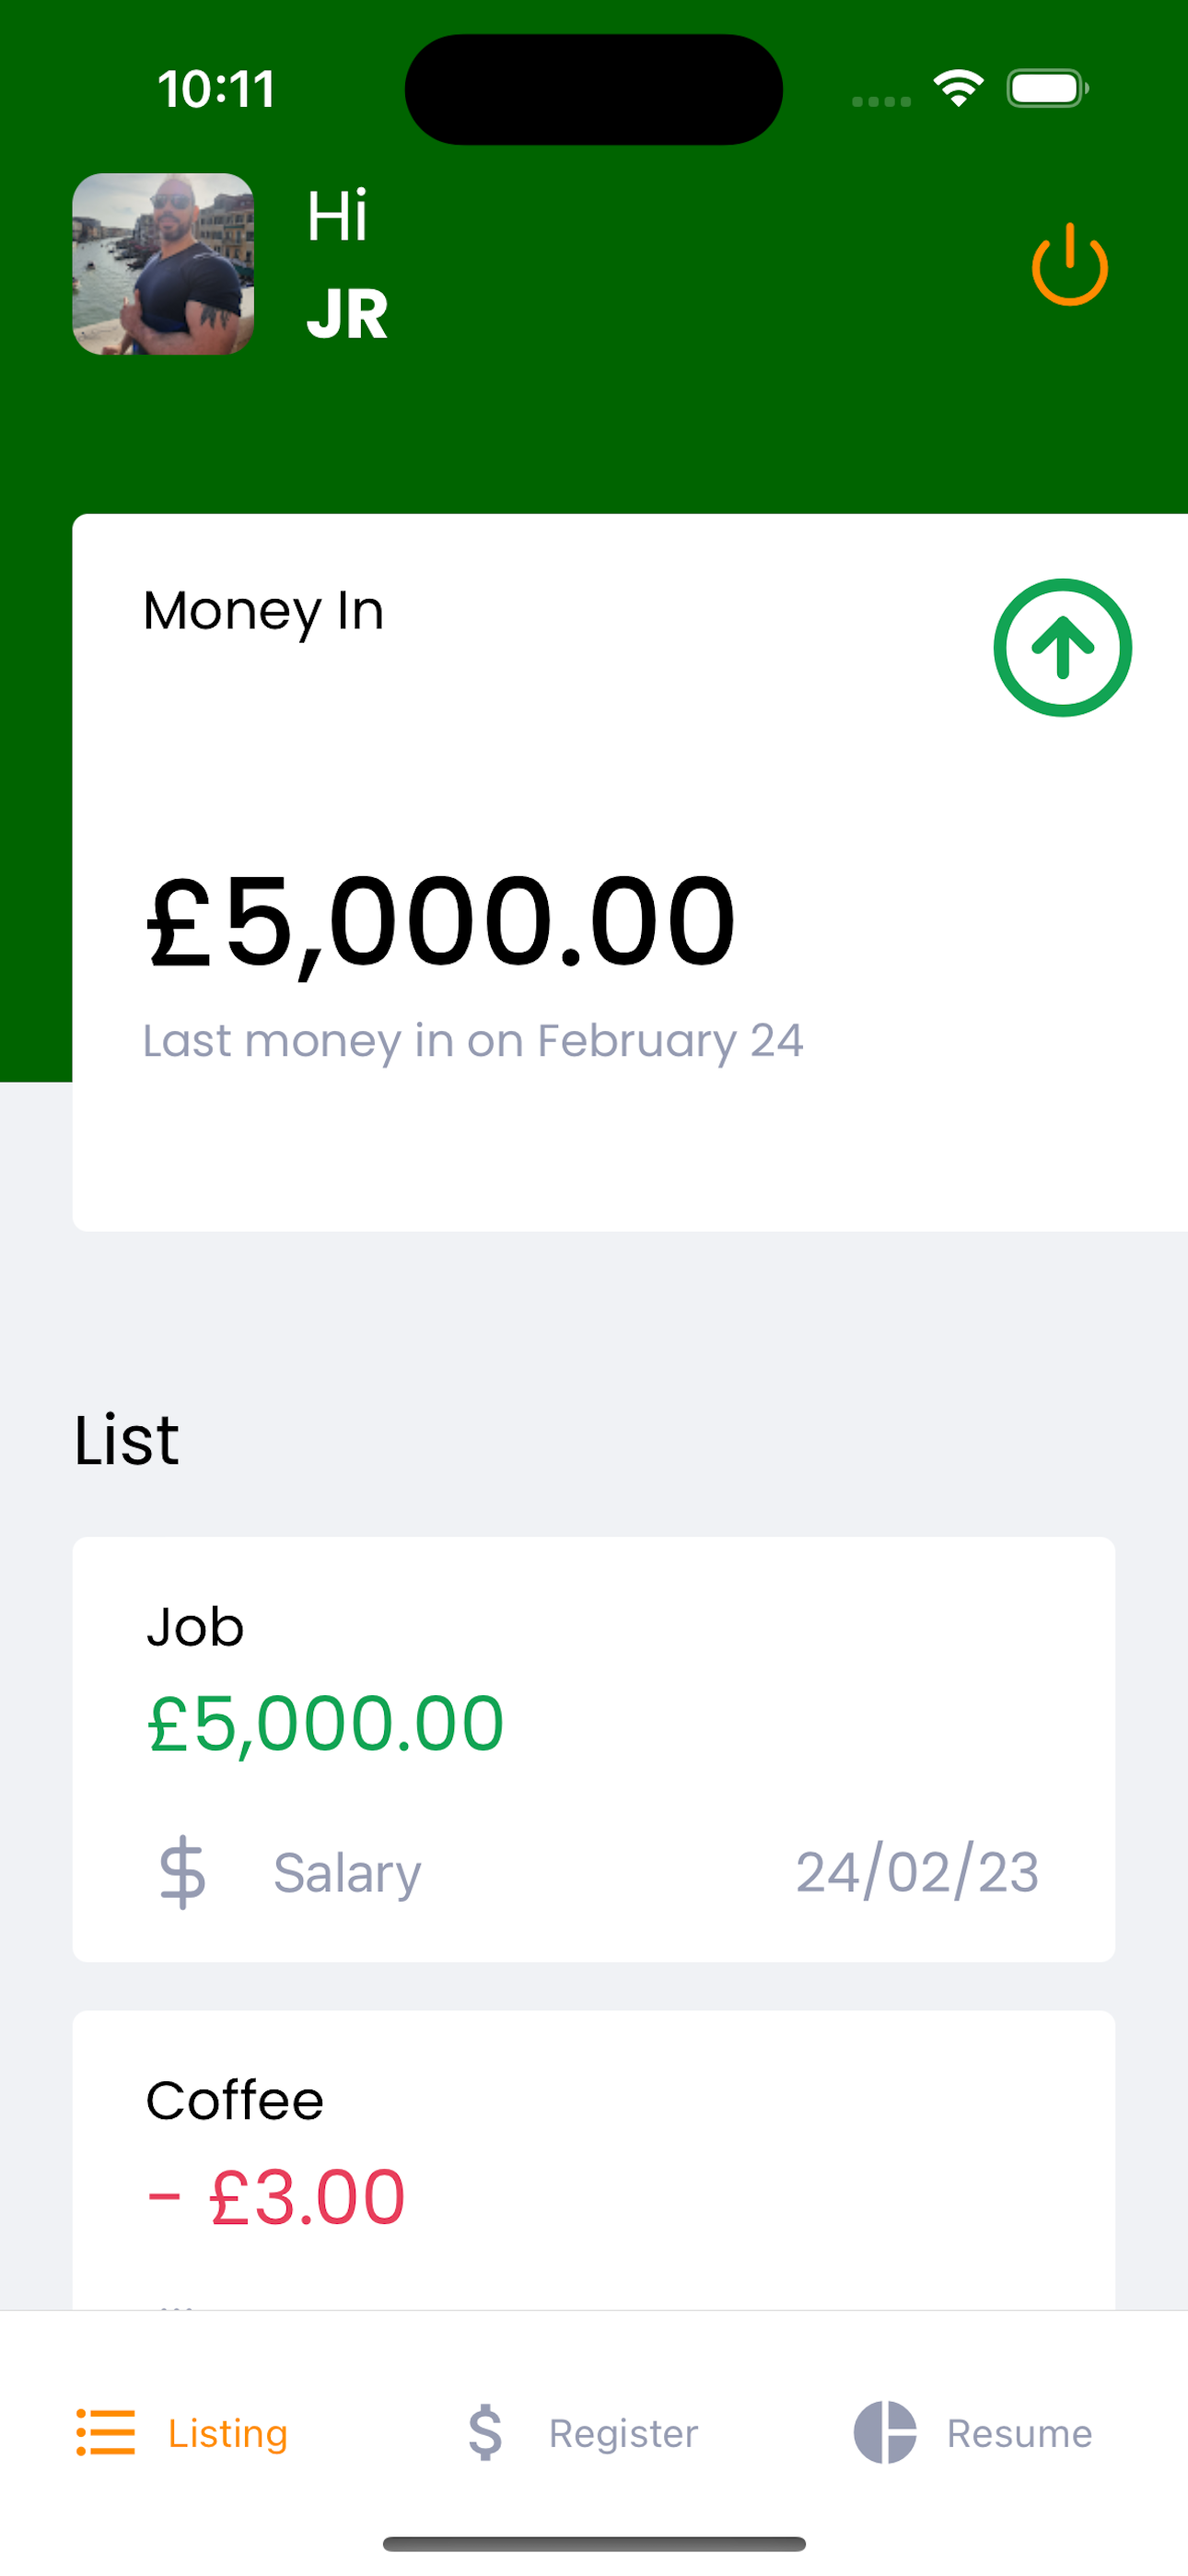 10:11
Hi
JR
Money In
£5,000.00
Last money in on February 24
List
Job
£5,000.00
Salary 24/02/23
Coffee
- £3.00
Listing Register Resume